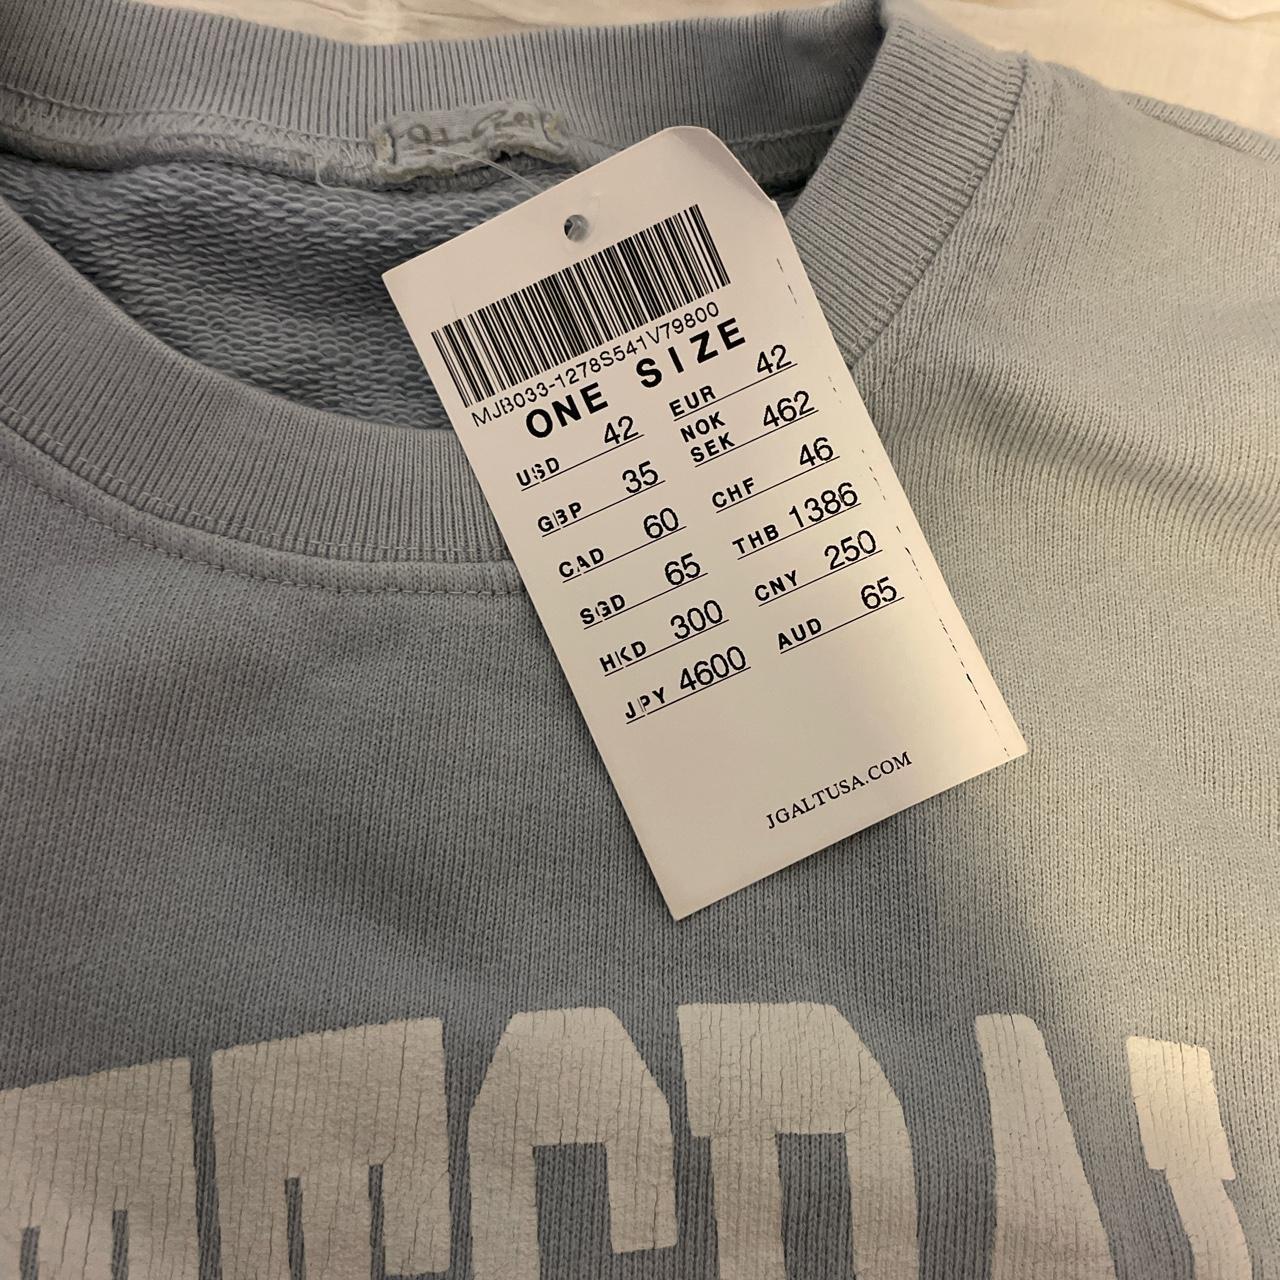 MJB033-1278S541V79800
ONE SIZE
USD 42
GBP 35
CAD 60
SGD 65
HKD 300
JPY 4600
EUR 42
NOK
SEK 462
CHF 46
THB 1386
CNY 250
AUD 65
JGALTUSA.COM